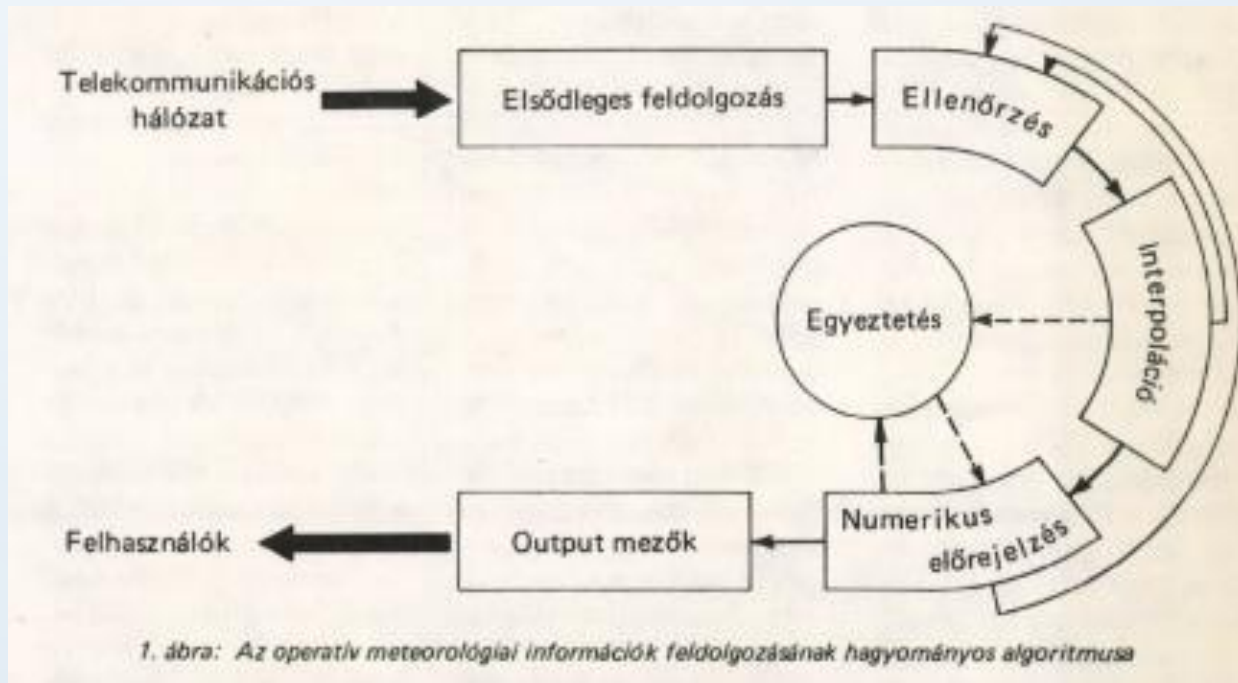 Telekommunikációs
hálózat
Elsődleges feldolgozás
Ellenőrzés
Interpoláció
Egyeztetés
Numerikus
előrejelzés
Output mezők
Felhasználók
1. ábra: Az operatív meteorológiai információk feldolgozásának hagyományos algoritmusa